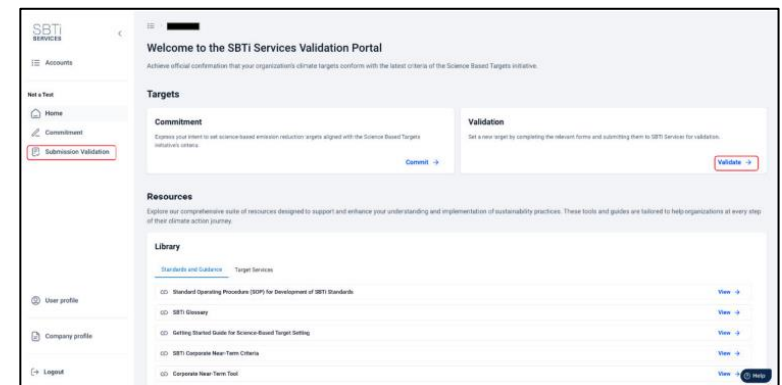 SBTi
SERVICES
Accounts
Not a Test
Home
Commitment
Submission Validation
User profile
Company profile
Logout
Welcome to the SBTi Services Validation Portal
Achieve official confirmation that your organization's climate targets conform with the latest criteria of the Science Based Targets initiative.
Targets
Commitment
Express your intent to set science-based emission reduction targets aligned with the Science Based Targets
initiative's criteria.
Commit →
Validation
Set a new target by completing the relevant forms and submitting them to SBTi Services for validation.
Validate →
Resources
Explore our comprehensive suite of resources designed to support and enhance your understanding and implementation of sustainability practices. These tools and guides are tailored to help organizations at every step
of their climate action journey.
Library
Standards and Guidance Target Services
Standard Operating Procedure (SOP) for Development of SBTi Standards View →
SBTi Glossary View →
Getting Started Guide for Science-Based Target Setting View →
SBTi Corporate Near-Term Criteria View →
Corporate Near-Term Tool View →
Help